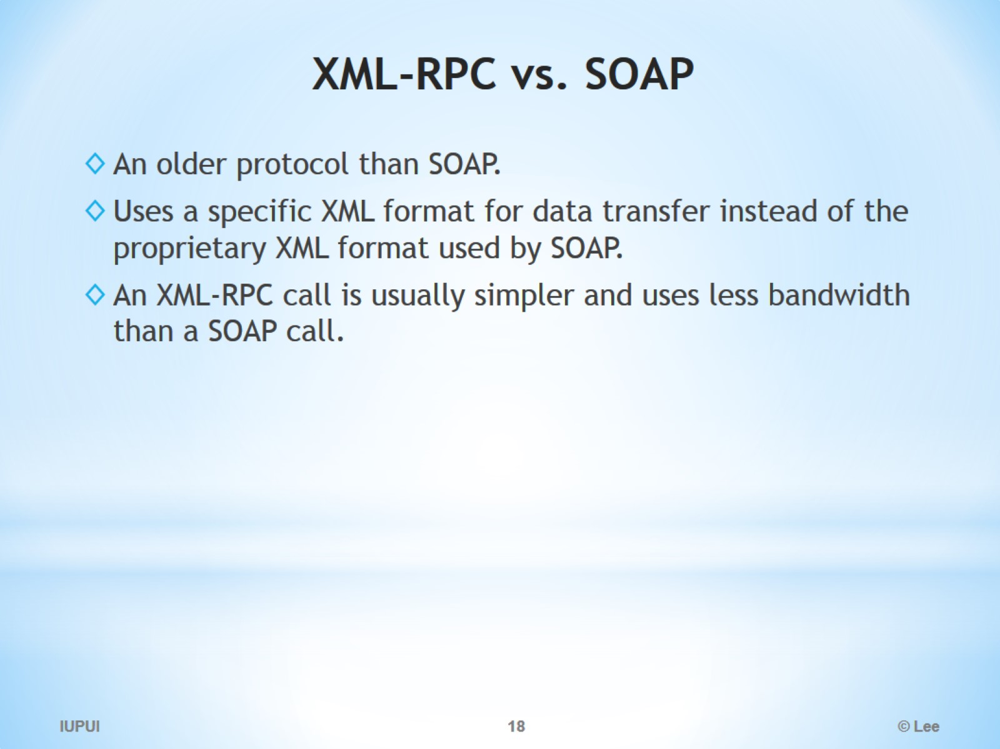 XML-RPC vs. SOAP
◇ An older protocol than SOAP.
◇ Uses a specific XML format for data transfer instead of the
proprietary XML format used by SOAP.
◇ An XML-RPC call is usually simpler and uses less bandwidth
than a SOAP call.
IUPUI 18 © Lee